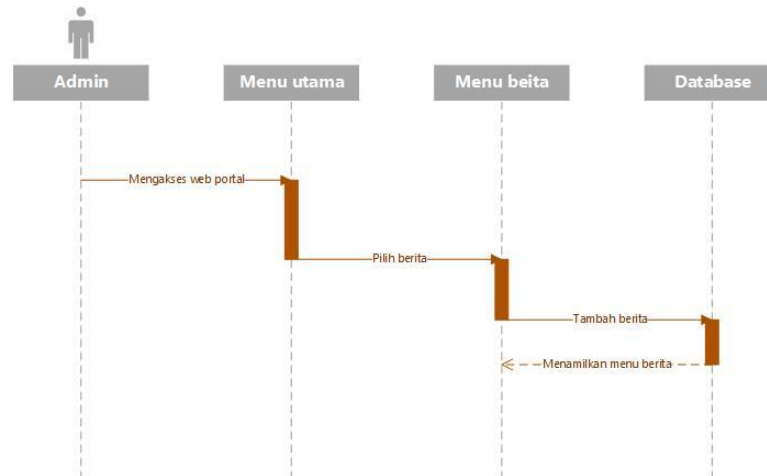 Admin
Menu utama
Menu beita
Database
Mengakses web portal
Pilih berita
Tambah berita
Menamilkan menu berita